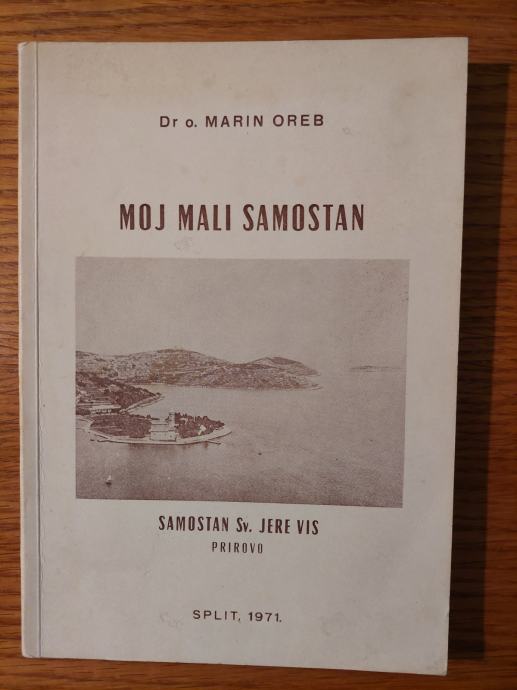 Dr o. MARIN OREB
MOJ MALI SAMOSTAN
SAMOSTAN Sv. JERE VIS
PRIROVO
SPLIT, 1971.